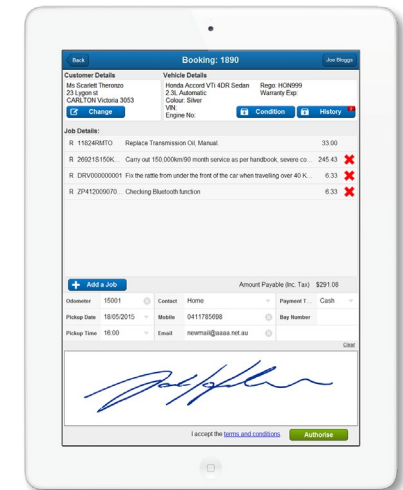 Back
Booking: 1890
Joe Bloggs
Customer Details
Vehicle Details
Ms Scarlett Theronzo
23 Lygon st
CARLTON Victoria 3053
Honda Accord VTi 4DR Sedan
2.3L Automatic
Colour: Silver
VIN:
Engine No:
Rego: HON999
Warranty Exp:
Change
Condition
History
Job Details:
R 11824RMTO Replace Transmission Oil, Manual. 33.00
R 26921S150K... Carry out 150,000km/90 month service as per handbook, severe co... 245.43
R DRV000000001 Fix the rattle from under the front of the car when travelling over 40 K... 6.33
R ZP412009070... Checking Bluetooth function 6.33
Add a Job
Amount Payable (Inc. Tax) $291.08
Odometer 15001 Contact Home Payment T... Cash
Pickup Date 18/05/2015 Mobile 0411785698 Bay Number
Pickup Time 16:00 Email newmail@aaaa.net.au
Clear
I accept the terms and conditions.
Authorise